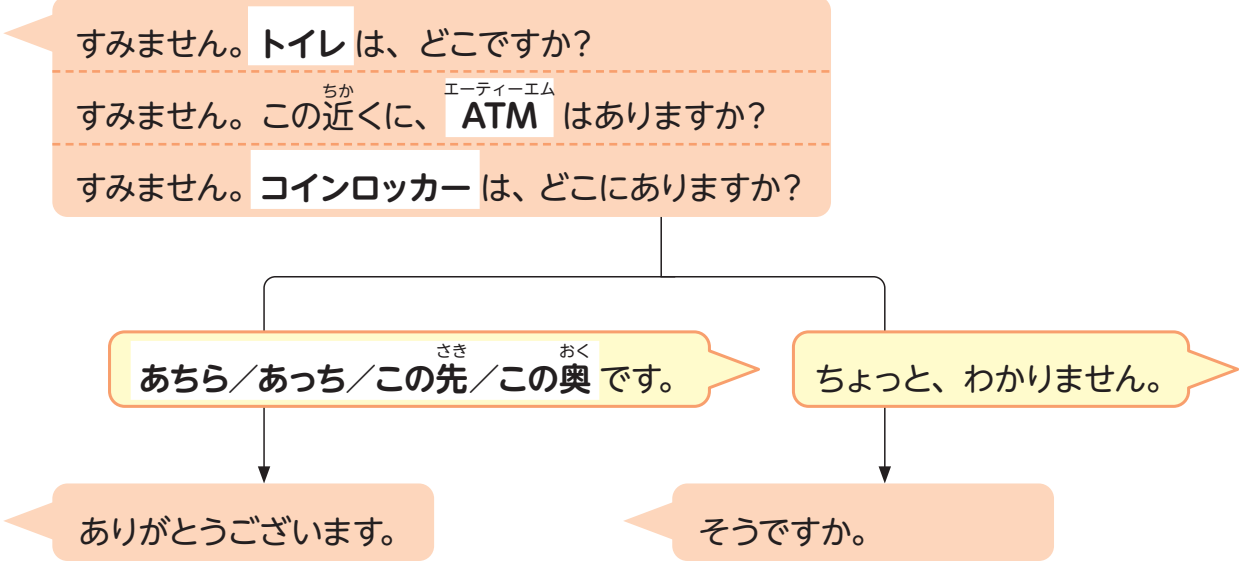 すみません。トイレは、どこですか？
ちか
エーティーエム
すみません。この近くに、ATMはありますか？
すみません。コインロッカーは、どこにありますか？
さき
おく
あちら／あっち／この先／この奥です。
ちょっと、わかりません。
ありがとうございます。
そうですか。